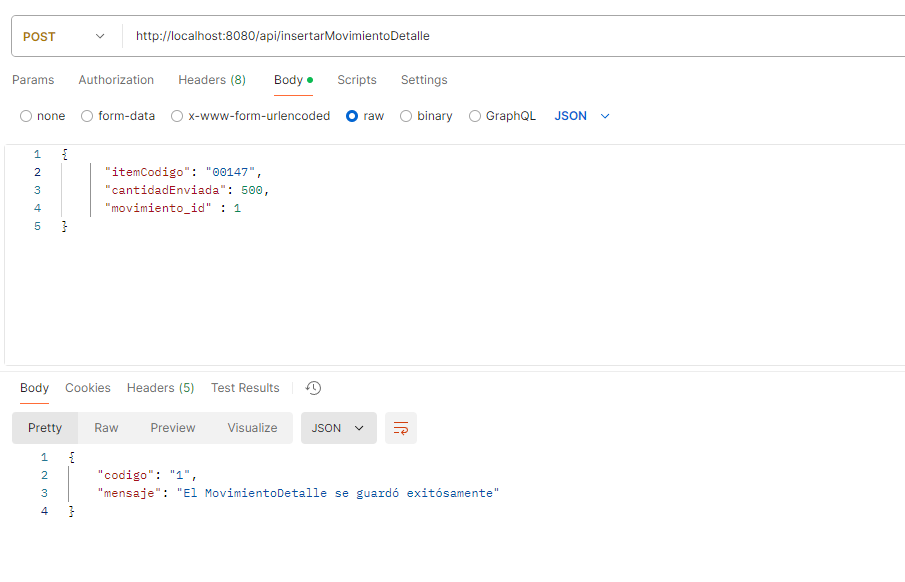 POST http://localhost:8080/api/insertarMovimientoDetalle
Params Authorization Headers (8) Body Scripts Settings
none form-data x-www-form-urlencoded raw binary GraphQL JSON
1 {
2 "itemCodigo": "00147",
3 "cantidadEnviada": 500,
4 "movimiento_id" : 1
5 }
Body Cookies Headers (5) Test Results
Pretty Raw Preview Visualize JSON
1 {
2 "codigo": "1",
3 "mensaje": "El MovimientoDetalle se guardó exitósamente"
4 }